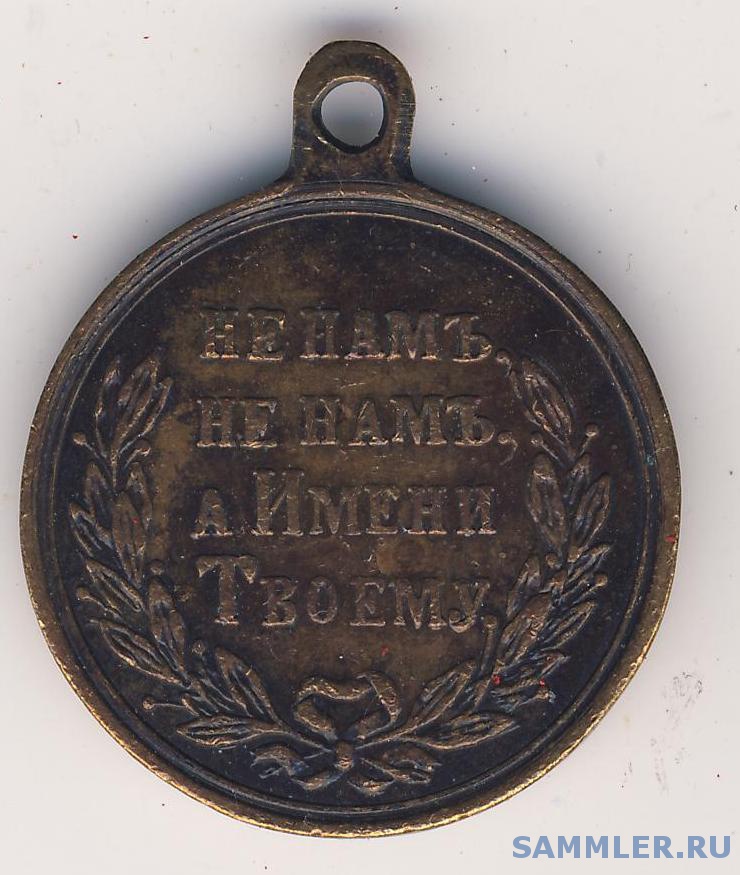 НЕ НАМЪ,
НЕ НАМЪ,
А ИМЕНИ
ТВОЕМУ.
SAMMLER.RU